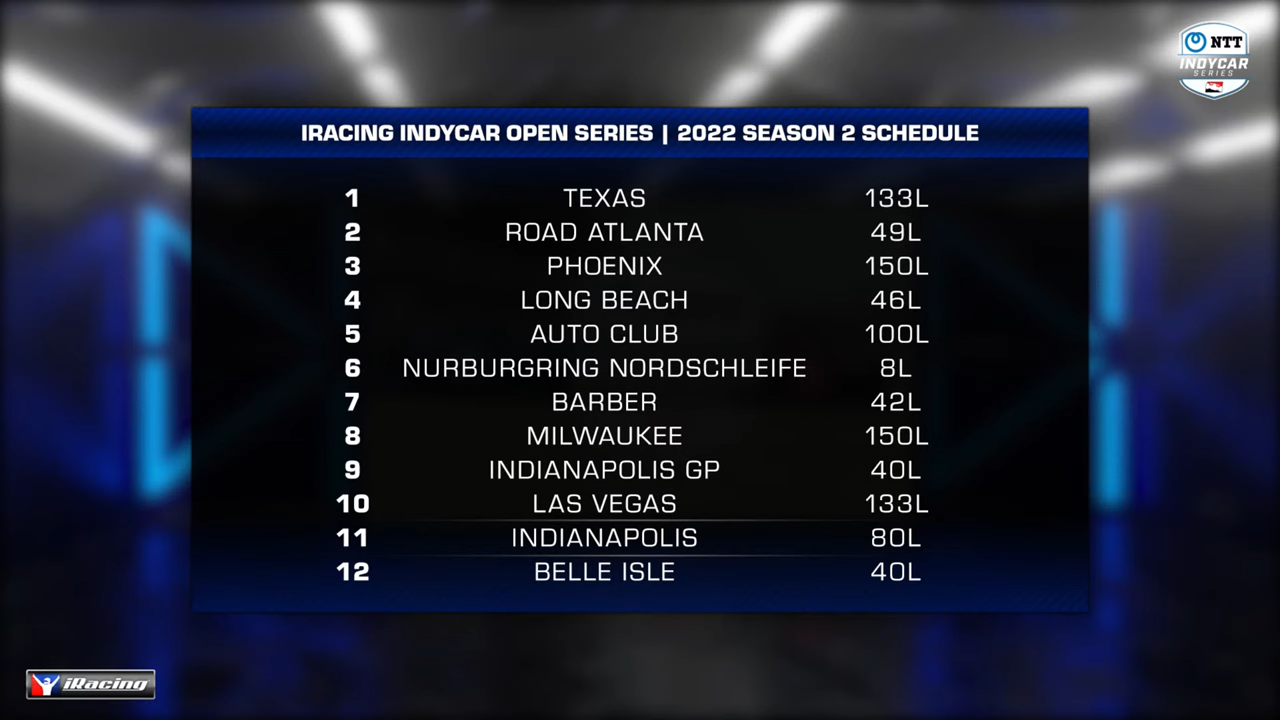 NTT
INDYCAR
SERIES
IRACING INDYCAR OPEN SERIES | 2022 SEASON 2 SCHEDULE
1 TEXAS 133L
2 ROAD ATLANTA 49L
3 PHOENIX 150L
4 LONG BEACH 46L
5 AUTO CLUB 100L
6 NURBURGRING NORDSCHLEIFE 8L
7 BARBER 42L
8 MILWAUKEE 150L
9 INDIANAPOLIS GP 40L
10 LAS VEGAS 133L
11 INDIANAPOLIS 80L
12 BELLE ISLE 40L
iRacing